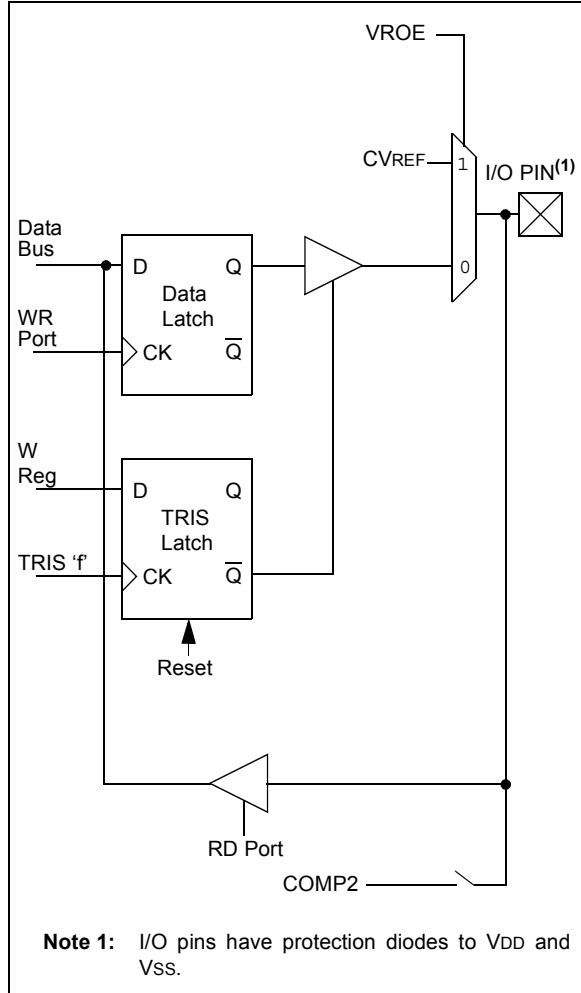 VROE
CVREF
1
I/O PIN(1)
Data
Bus
D
Q
Data
Latch
0
WR
Port
CK
Q
W
Reg
D
Q
TRIS
Latch
TRIS ‘f’
CK
Q
Reset
RD Port
COMP2
Note 1: I/O pins have protection diodes to VDD and
VSS.